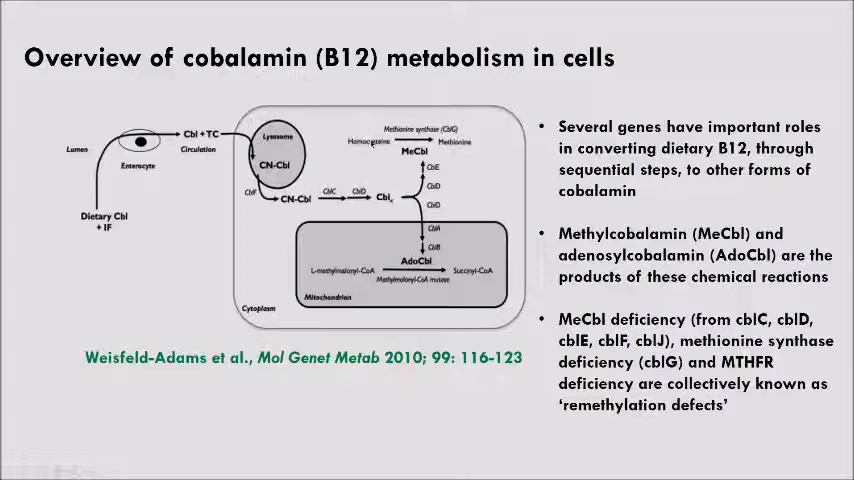 Overview of cobalamin (B12) metabolism in cells
Lumen
Enterocyte
Cbl + TC
Circulation
Dietary Cbl
+ IF
Lysosome
CN-Cbl
CblF
CN-Cbl
CblC
CblD
Cblx
Methionine synthase (CblG)
Homocysteine
Methionine
MeCbl
CblE
CblD
CblD
CblA
CblB
AdoCbl
L-methylmalonyl-CoA
Succinyl-CoA
Methylmalonyl-CoA mutase
Mitochondrion
Cytoplasm
Weisfeld-Adams et al., Mol Genet Metab 2010; 99: 116-123
• Several genes have important roles
in converting dietary B12, through
sequential steps, to other forms of
cobalamin
• Methylcobalamin (MeCbl) and
adenosylcobalamin (AdoCbl) are the
products of these chemical reactions
• MeCbl deficiency (from cblC, cblD,
cblE, cblF, cblJ), methionine synthase
deficiency (cblG) and MTHFR
deficiency are collectively known as
‘remethylation defects’